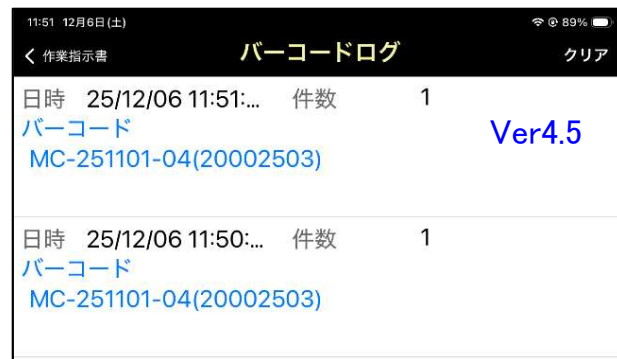 11:51 12月6日(土) 89%
作業指示書 バーコードログ クリア
日時 25/12/06 11:51:... 件数 1
バーコード
Ver4.5
MC-251101-04(20002503)
日時 25/12/06 11:50:... 件数 1
バーコード
MC-251101-04(20002503)